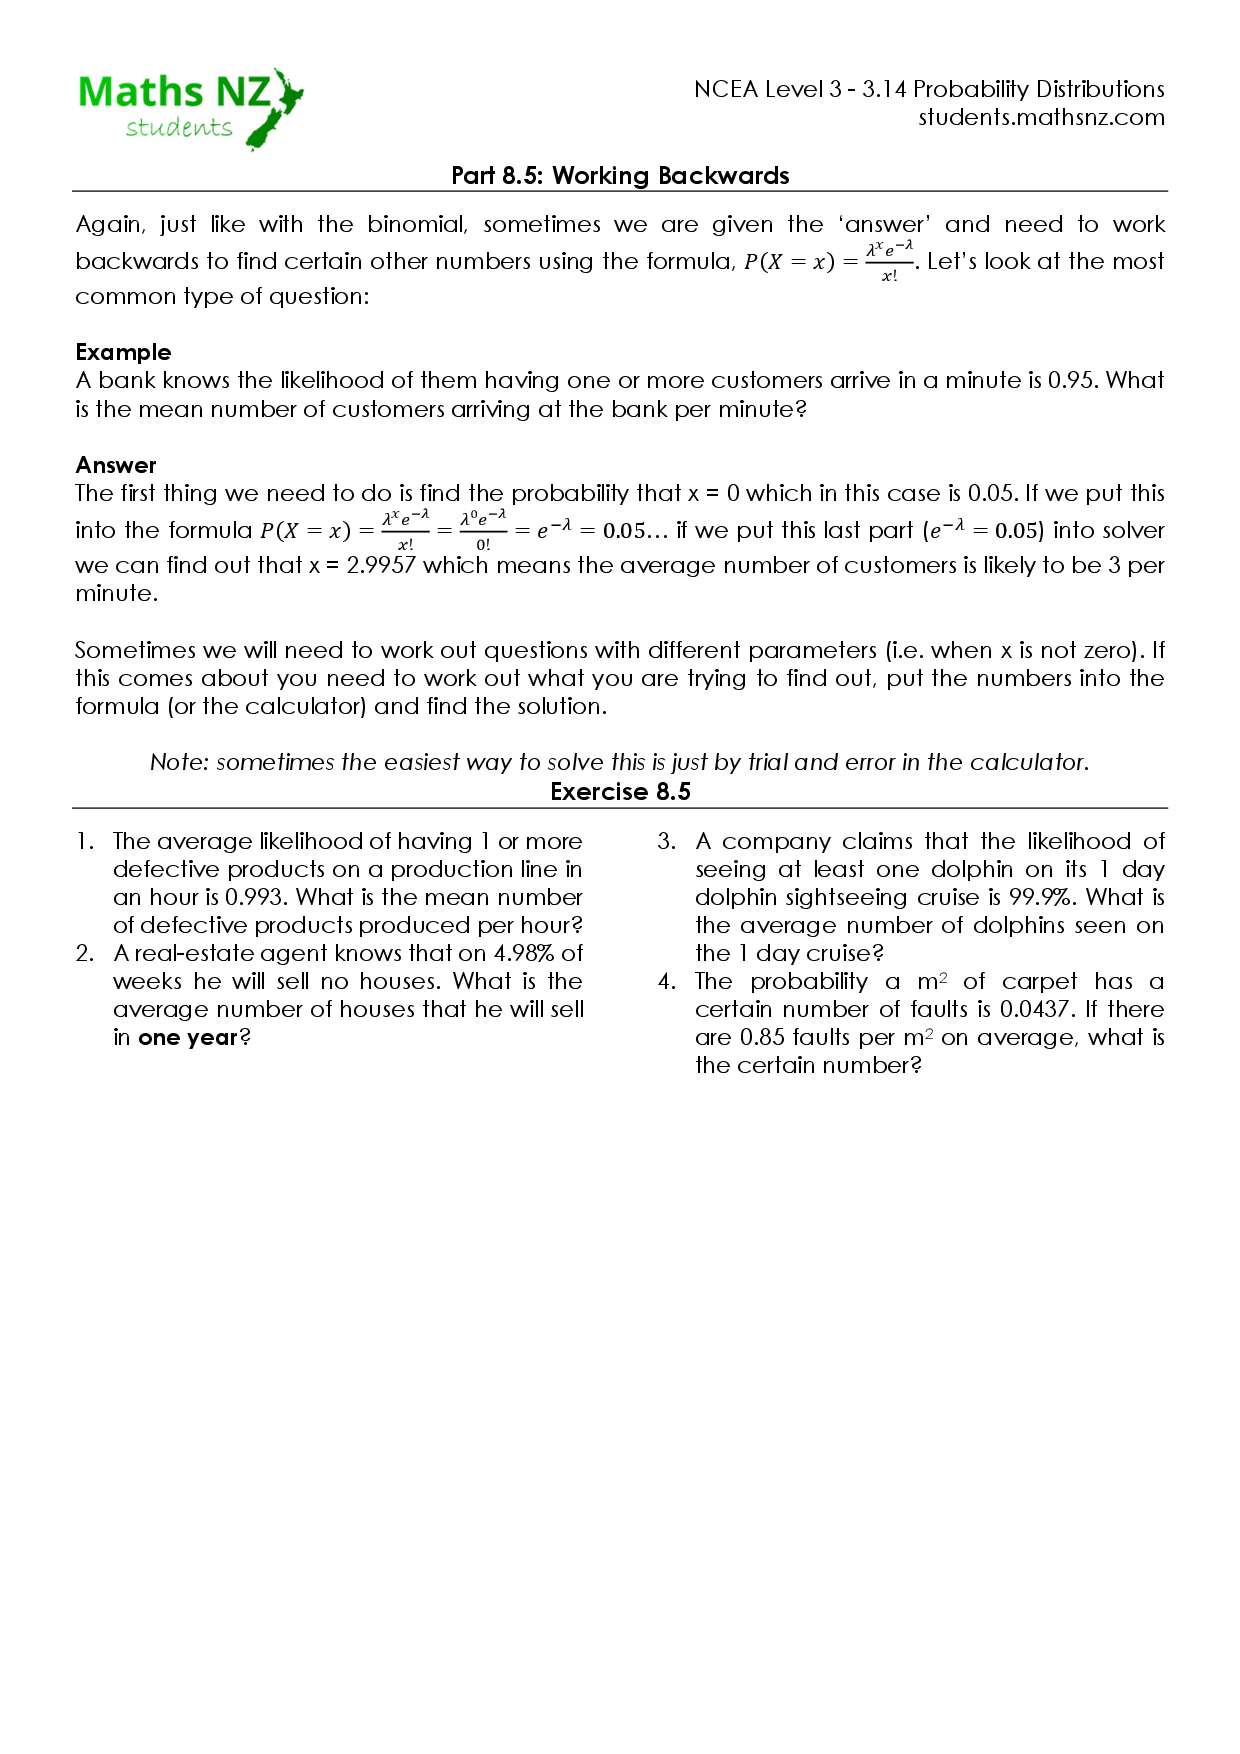 Maths NZ
students
NCEA Level 3 - 3.14 Probability Distributions
students.mathsnz.com
Part 8.5: Working Backwards
Again, just like with the binomial, sometimes we are given the ‘answer’ and need to work
backwards to find certain other numbers using the formula, P(X = x) = \frac{λ^x e^{−λ}}{x!}. Let’s look at the most
common type of question:
Example
A bank knows the likelihood of them having one or more customers arrive in a minute is 0.95. What
is the mean number of customers arriving at the bank per minute?
Answer
The first thing we need to do is find the probability that x = 0 which in this case is 0.05. If we put this
into the formula P(X = x) = \frac{λ^x e^{−λ}}{x!} = \frac{λ^0 e^{−λ}}{0!} = e^{−λ} = 0.05… if we put this last part (e^{−λ} = 0.05) into solver
we can find out that x = 2.9957 which means the average number of customers is likely to be 3 per
minute.
Sometimes we will need to work out questions with different parameters (i.e. when x is not zero). If
this comes about you need to work out what you are trying to find out, put the numbers into the
formula (or the calculator) and find the solution.
Note: sometimes the easiest way to solve this is just by trial and error in the calculator.
Exercise 8.5
1. The average likelihood of having 1 or more
defective products on a production line in
an hour is 0.993. What is the mean number
of defective products produced per hour?
2. A real-estate agent knows that on 4.98% of
weeks he will sell no houses. What is the
average number of houses that he will sell
in one year?
3. A company claims that the likelihood of
seeing at least one dolphin on its 1 day
dolphin sightseeing cruise is 99.9%. What is
the average number of dolphins seen on
the 1 day cruise?
4. The probability a m² of carpet has a
certain number of faults is 0.0437. If there
are 0.85 faults per m² on average, what is
the certain number?